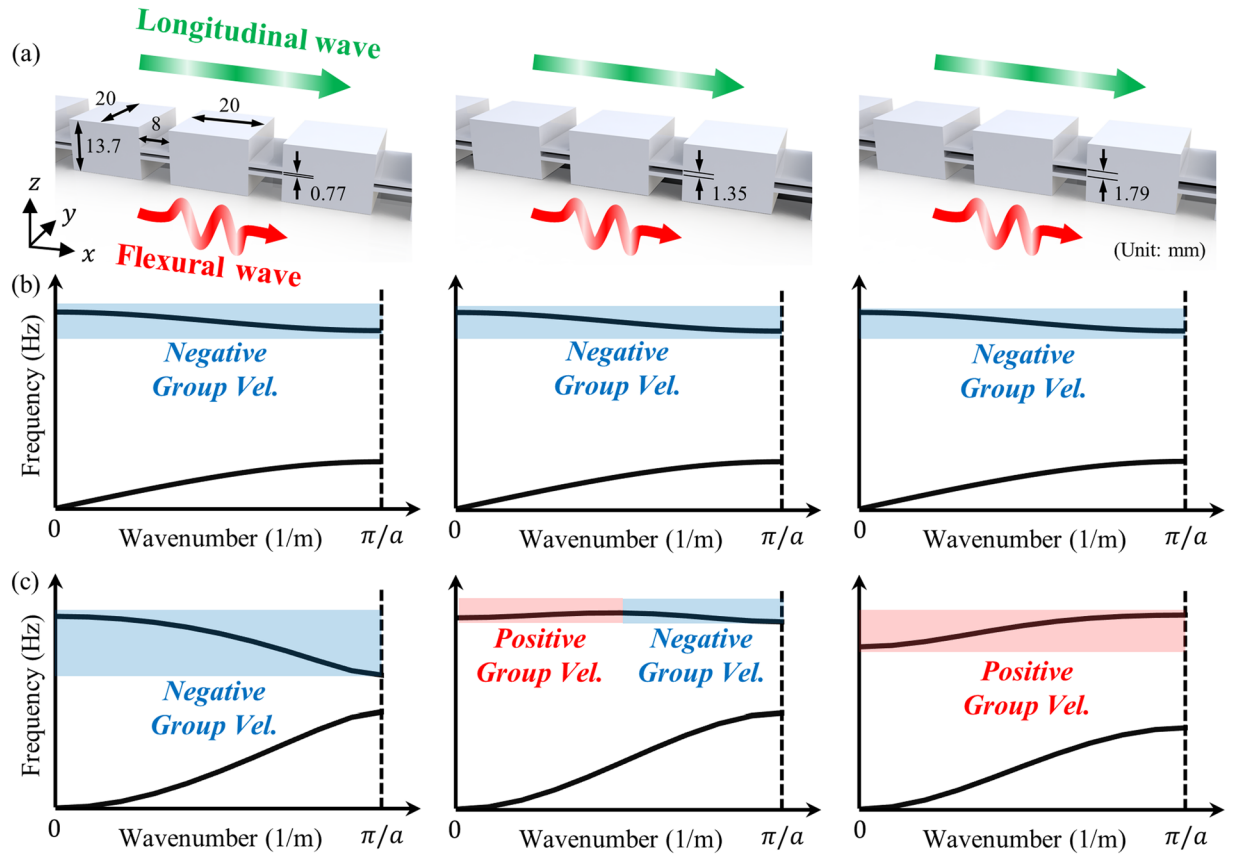 (a)
Longitudinal wave
20
8
20
13.7
0.77
1.35
1.79
z
y
x
Flexural wave
(Unit: mm)
(b)
Frequency (Hz)
Negative
Group Vel.
0
Wavenumber (1/m)
π/a
Negative
Group Vel.
0
Wavenumber (1/m)
π/a
Negative
Group Vel.
0
Wavenumber (1/m)
π/a
(c)
Frequency (Hz)
Negative
Group Vel.
0
Wavenumber (1/m)
π/a
Positive
Group Vel.
Negative
Group Vel.
0
Wavenumber (1/m)
π/a
Positive
Group Vel.
0
Wavenumber (1/m)
π/a